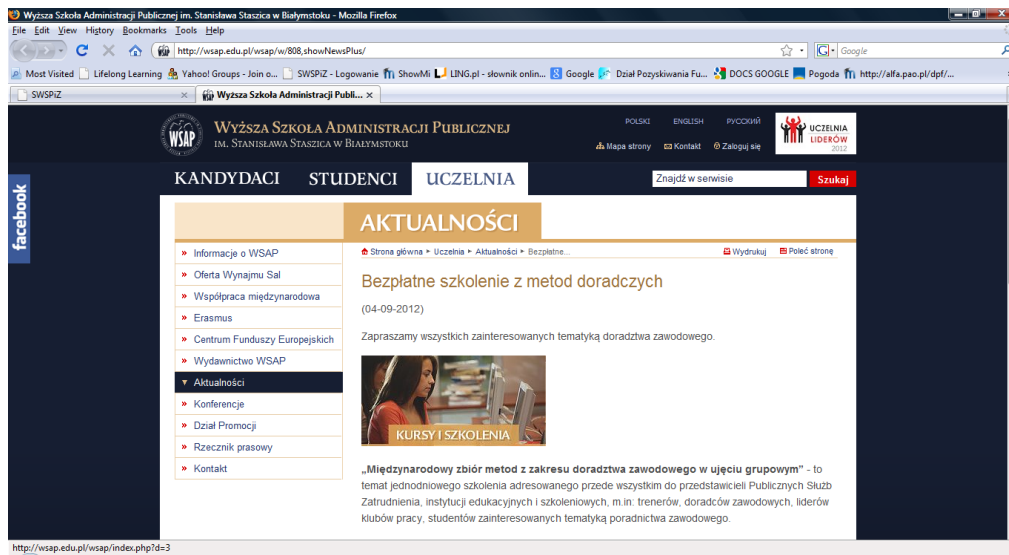 Wyższa Szkoła Administracji Publicznej im. Stanisława Staszica w Białymstoku - Mozilla Firefox
File Edit View History Bookmarks Tools Help
http://wsap.edu.pl/wsap/w/808,showNewsPlus/
Google
Most Visited Lifelong Learning Yahoo! Groups - Join o... SWSPiZ - Logowanie ShowMi LING.pl - słownik onlin... Google Dział Pozyskiwania Fu... DOCS GOOGLE Pogoda http://alfa.pao.pl/dpf/...
SWSPiZ
Wyższa Szkoła Administracji Publi...
WSAP
Wyższa Szkoła Administracji Publicznej
im. Stanisława Staszica w Białymstoku
POLSKI ENGLISH РУССКИЙ
Mapa strony Kontakt Zaloguj się
UCZELNIA
LIDERÓW
2012
KANDYDACI STUDENCI UCZELNIA
Znajdź w serwisie Szukaj
facebook
AKTUALNOŚCI
Informacje o WSAP
Oferta Wynajmu Sal
Współpraca międzynarodowa
Erasmus
Centrum Funduszy Europejskich
Wydawnictwo WSAP
Aktualności
Konferencje
Dział Promocji
Rzecznik prasowy
Kontakt
Strona główna Uczelnia Aktualności Bezpłatne...
Wydrukuj Poleć stronę
Bezpłatne szkolenie z metod doradczych
(04-09-2012)
Zapraszamy wszystkich zainteresowanych tematyką doradztwa zawodowego.
KURSY I SZKOLENIA
„Międzynarodowy zbiór metod z zakresu doradztwa zawodowego w ujęciu grupowym" - to
temat jednodniowego szkolenia adresowanego przede wszystkim do przedstawicieli Publicznych Służb
Zatrudnienia, instytucji edukacyjnych i szkoleniowych, m.in: trenerów, doradców zawodowych, liderów
klubów pracy, studentów zainteresowanych tematyką poradnictwa zawodowego.
http://wsap.edu.pl/wsap/index.php?d=3